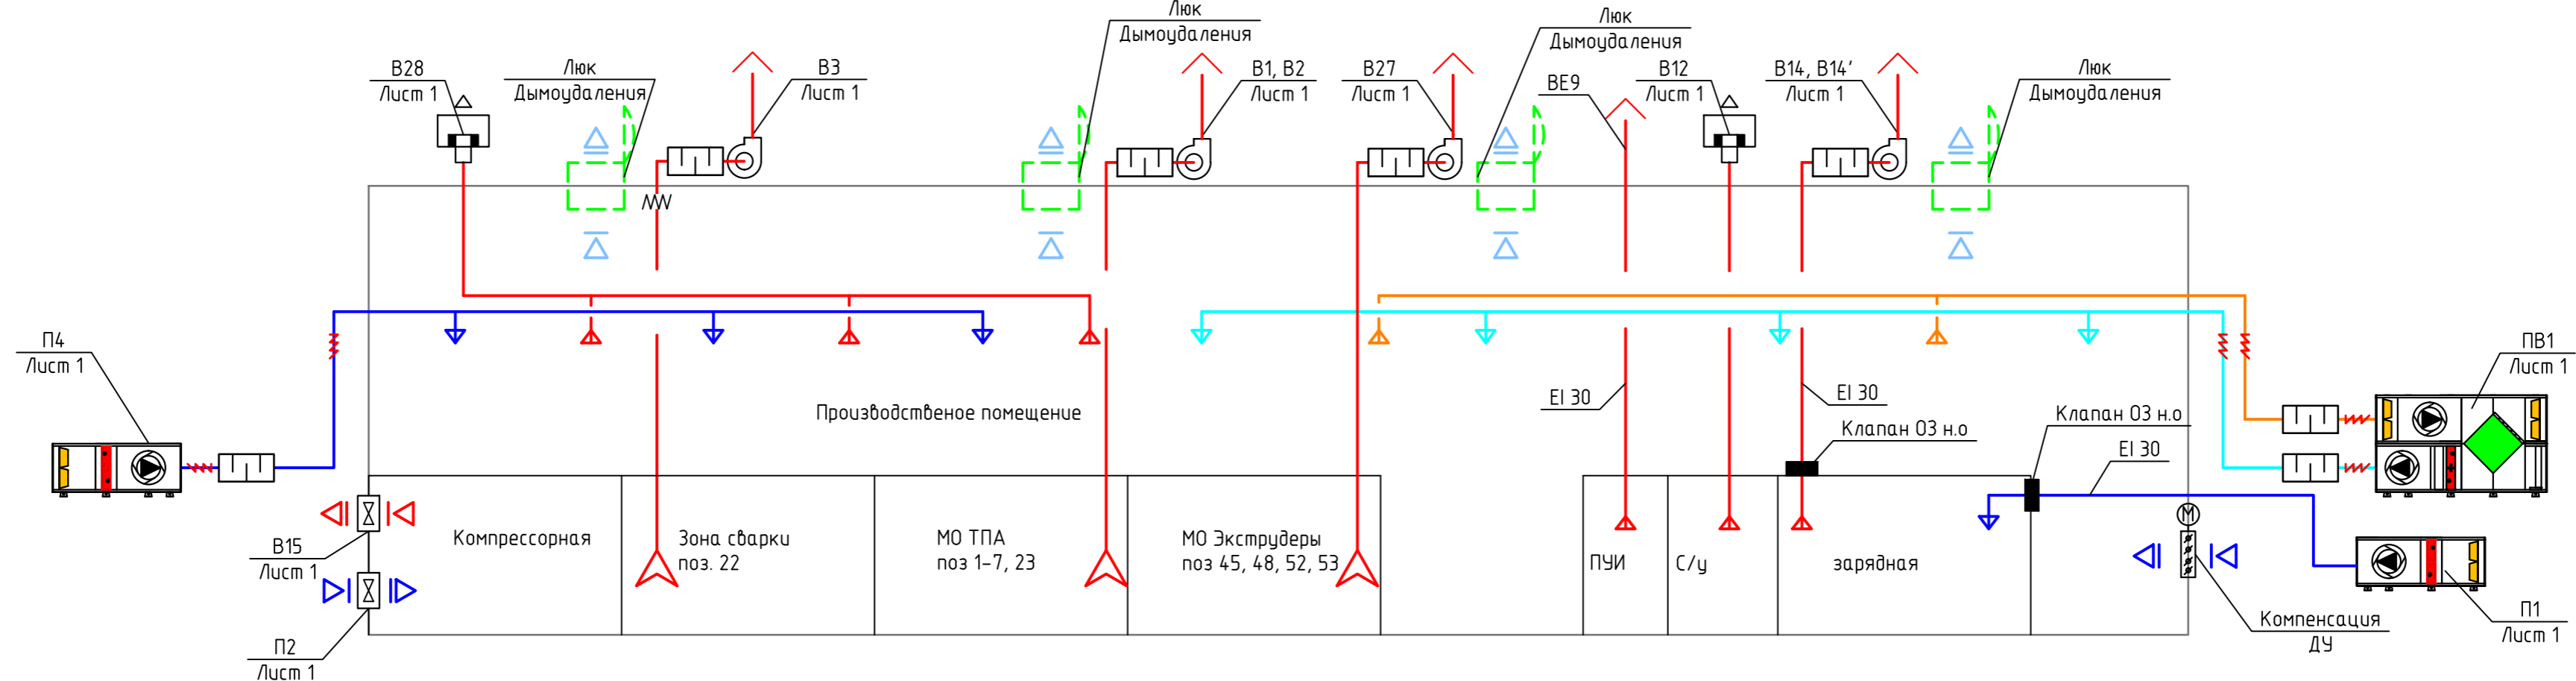 Люк
Дымоудаления
Люк
Дымоудаления
В28
Лист 1
Люк
Дымоудаления
В3
Лист 1
В1, В2
Лист 1
В27
Лист 1
ВЕ9
В12
Лист 1
В14, В14'
Лист 1
Люк
Дымоудаления
П4
Лист 1
ПВ1
Лист 1
EI 30
EI 30
Производственое помещение
Клапан ОЗ н.о
Клапан ОЗ н.о
EI 30
Компрессорная
Зона сварки
поз. 22
МО ТПА
поз 1-7, 23
МО Экструдеры
поз 45, 48, 52, 53
ПУИ
С/у
зарядная
М
В15
Лист 1
П2
Лист 1
Компенсация
ДУ
П1
Лист 1